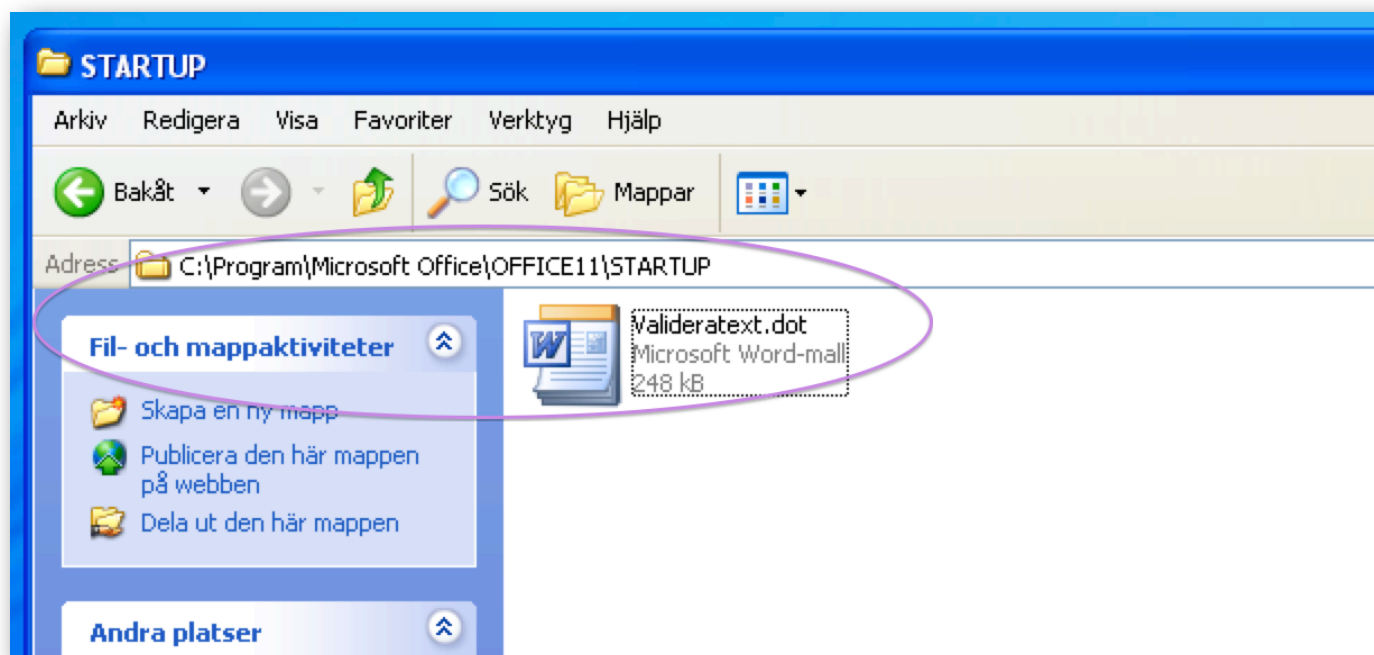 STARTUP
Arkiv Redigera Visa Favoriter Verktyg Hjälp
Bakåt Sök Mappar
Adress C:\Program\Microsoft Office\OFFICE11\STARTUP
Fil- och mappaktiviteter
Skapa en ny mapp
Publicera den här mappen
på webben
Dela ut den här mappen
Andra platser
Valideratext.dot
Microsoft Word-mall
248 kB